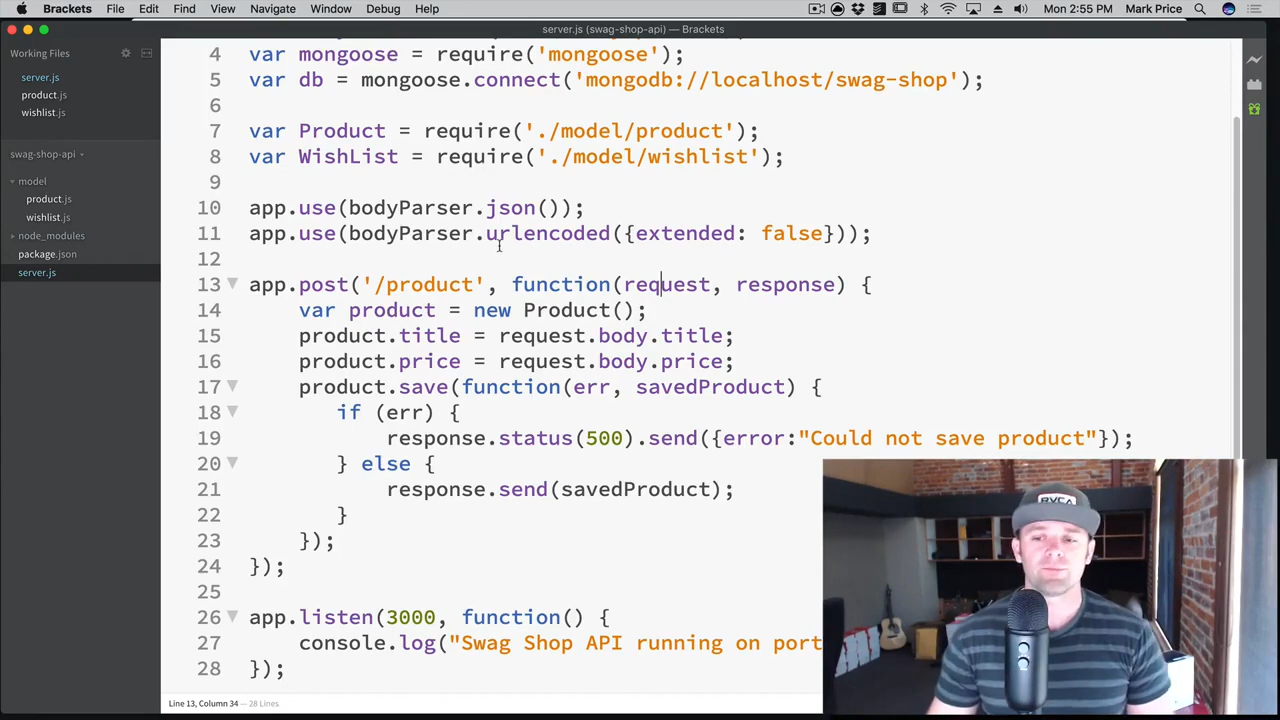 Brackets File Edit Find View Navigate Window Debug Help Mon 2:55 PM Mark Price
server.js (swag-shop-api) — Brackets
Working Files
server.js
product.js
wishlist.js
swag-shop-api
model
product.js
wishlist.js
node_modules
package.json
server.js
4 var mongoose = require('mongoose');
5 var db = mongoose.connect('mongodb://localhost/swag-shop');
6
7 var Product = require('./model/product');
8 var WishList = require('./model/wishlist');
9
10 app.use(bodyParser.json());
11 app.use(bodyParser.urlencoded({extended: false}));
12
13 app.post('/product', function(request, response) {
14 var product = new Product();
15 product.title = request.body.title;
16 product.price = request.body.price;
17 product.save(function(err, savedProduct) {
18 if (err) {
19 response.status(500).send({error:"Could not save product"});
20 } else {
21 response.send(savedProduct);
22 }
23 });
24 });
25
26 app.listen(3000, function() {
27 console.log("Swag Shop API running on port
28 });
Line 13, Column 34 — 28 Lines
RVCA